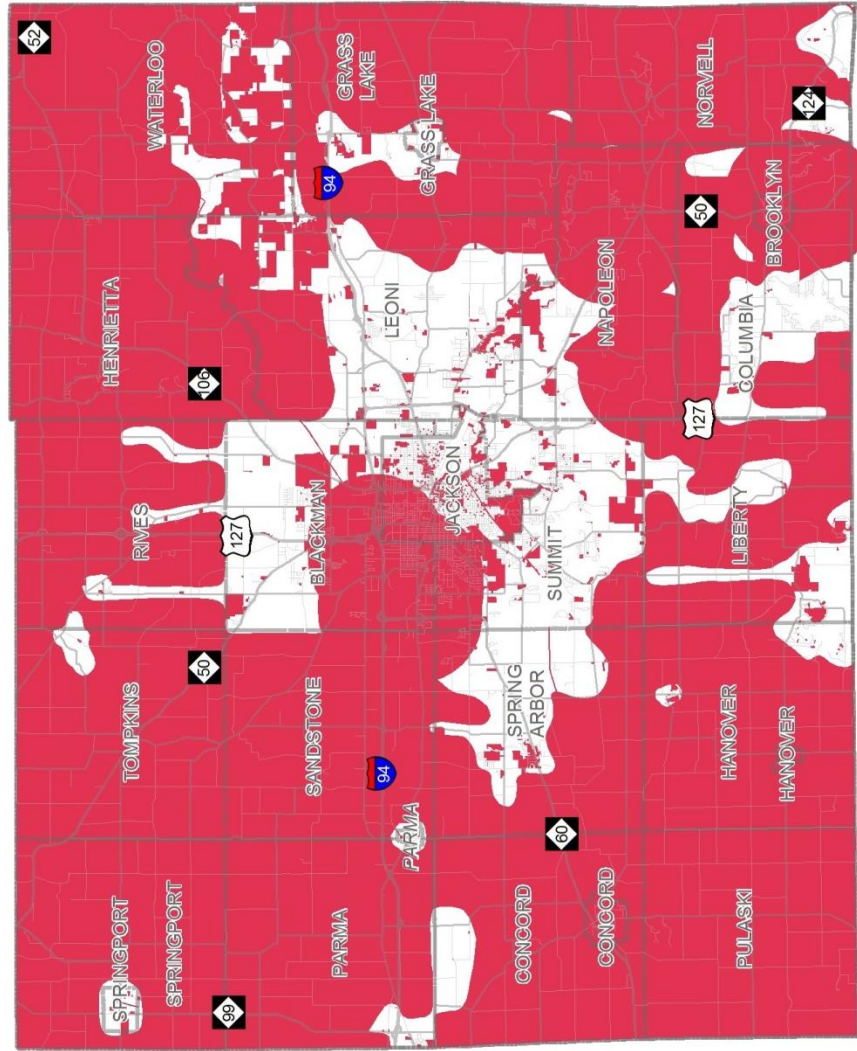 52
SPRINGPORT
TOMPKINS
RIVES
HENRIETTA
WATERLOO
SPRINGPORT
50
106
99
127
PARMA
SANDSTONE
BLACKMAN
94
GRASS
LAKE
94
PARMA
LEONI
GRASS LAKE
JACKSON
CONCORD
SPRING
ARBOR
SUMMIT
60
CONCORD
NAPOLEON
127
50
NORVELL
PULASKI
HANOVER
LIBERTY
COLUMBIA
BROOKLYN
HANOVER
124